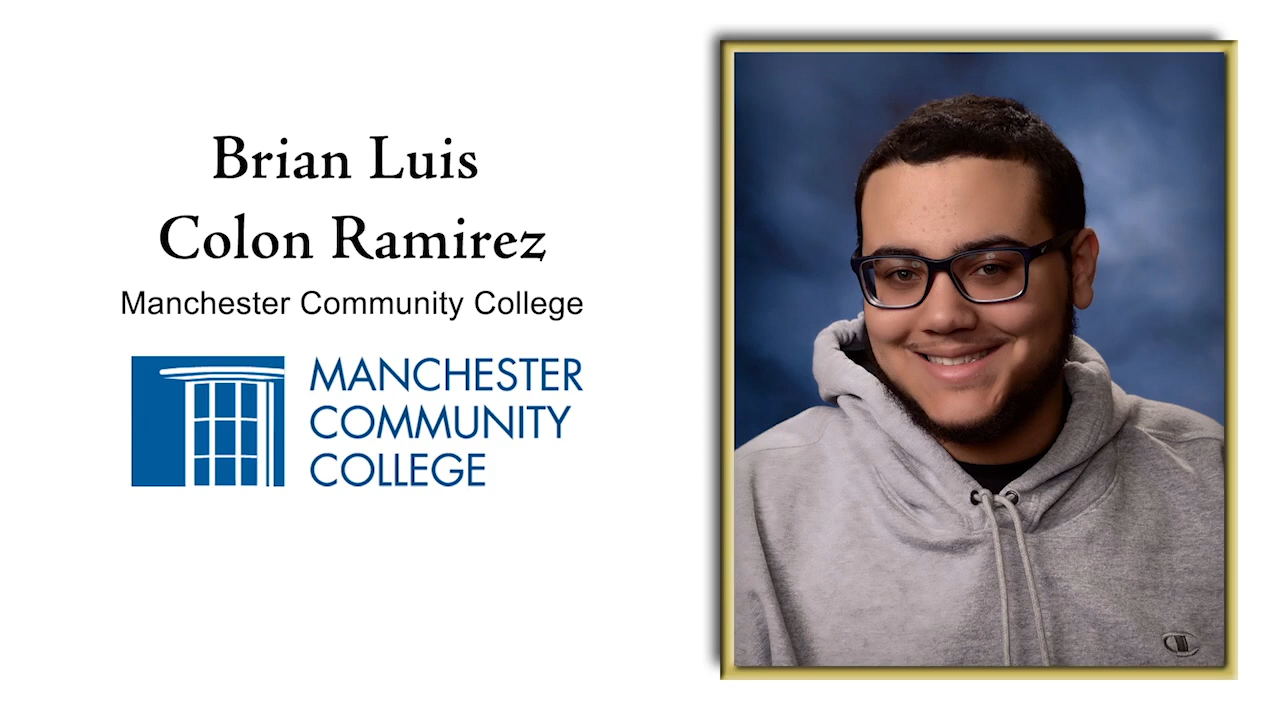 Brian Luis
Colon Ramirez
Manchester Community College
MANCHESTER
COMMUNITY
COLLEGE